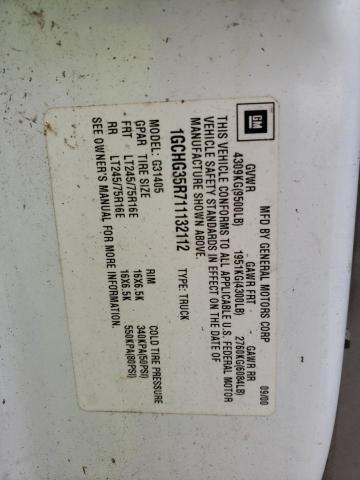 GM
MFD BY GENERAL MOTORS CORP 09/00
GVWR GAWR FRT GAWR RR
4309KG(9500LB) 1951KG(4300LB) 2760KG(6084LB)
THIS VEHICLE CONFORMS TO ALL APPLICABLE U.S. FEDERAL MOTOR
VEHICLE SAFETY STANDARDS IN EFFECT ON THE DATE OF
MANUFACTURE SHOWN ABOVE.
1GCHG35R711132112 TYPE: TRUCK
MODEL: G31405
GPAR TIRE SIZE RIM COLD TIRE PRESSURE
FRT LT245/75R16E 16X6.5K 340KPA(50PSI)
RR LT245/75R16E 16X6.5K 550KPA(80PSI)
SEE OWNER'S MANUAL FOR MORE INFORMATION.